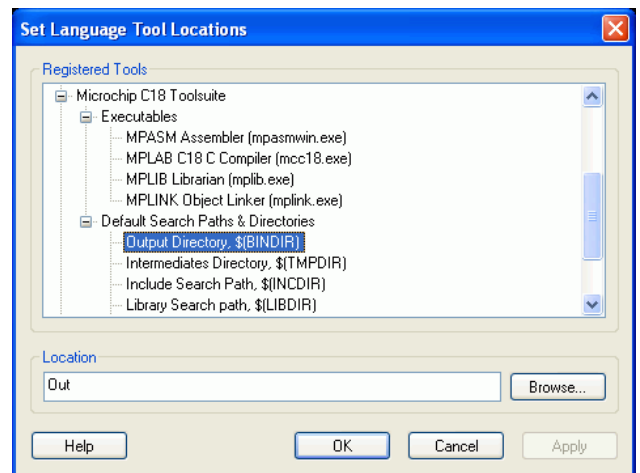 Set Language Tool Locations
Registered Tools
Microchip C18 Toolsuite
Executables
MPASM Assembler (mpasmwin.exe)
MPLAB C18 C Compiler (mcc18.exe)
MPLIB Librarian (mplib.exe)
MPLINK Object Linker (mplink.exe)
Default Search Paths & Directories
Output Directory, $(BINDIR)
Intermediates Directory, $(TMPDIR)
Include Search Path, $(INCDIR)
Library Search path, $(LIBDIR)
Location
Out
Browse...
Help
OK
Cancel
Apply